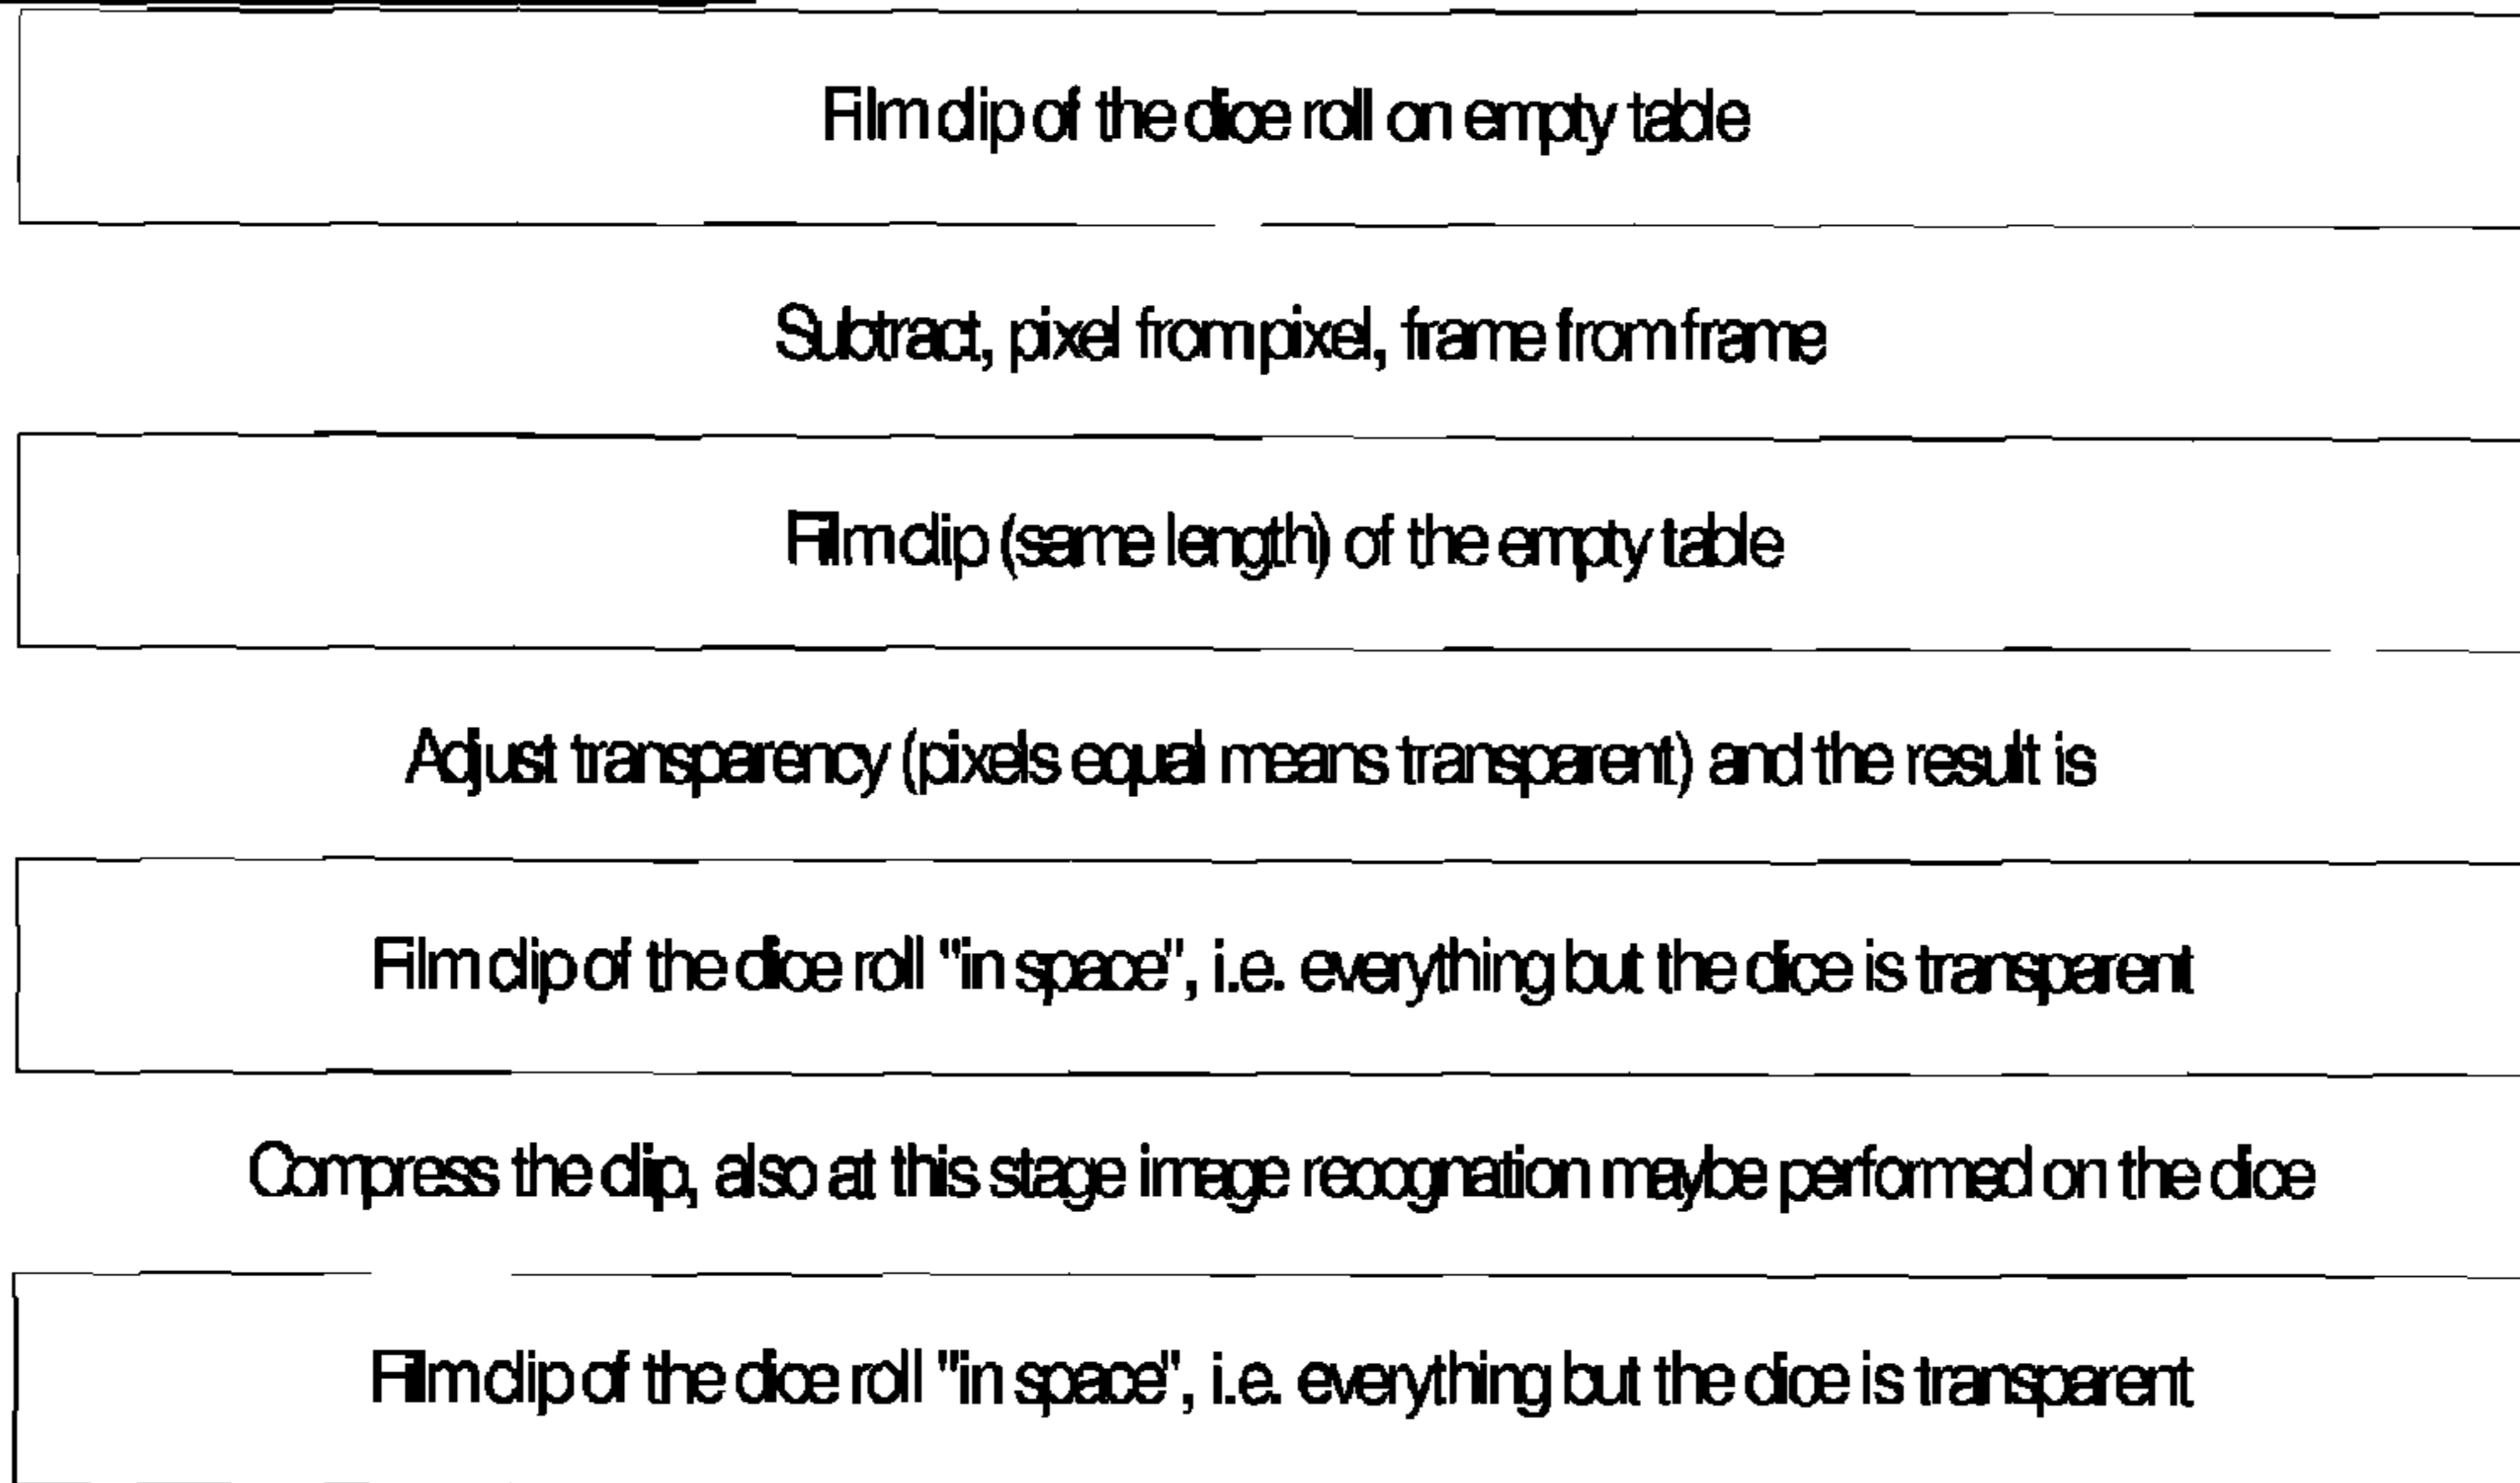 Film clip of the dice roll on empty table
Subtract, pixel from pixel, frame from frame
Film clip (same length) of the empty table
Adjust transparency (pixels equal means transparent) and the result is
Film clip of the dice roll "in space", i.e. everything but the dice is transparent
Compress the clip, also at this stage image recognation maybe performed on the dice
Film clip of the dice roll "in space", i.e. everything but the dice is transparent